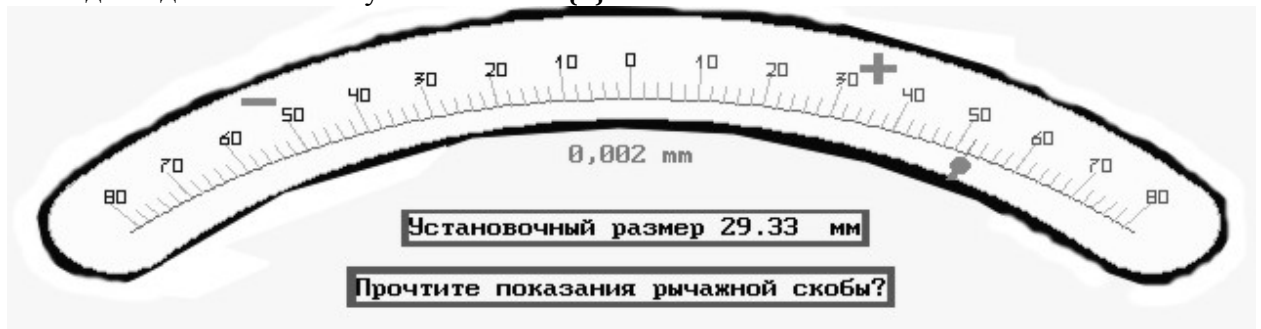 80 70 60 50 40 30 20 10 0 10 20 30 40 50 60 70 80
− +
0,002 mm
Установочный размер 29.33 мм
Прочтите показания рычажной скобы?